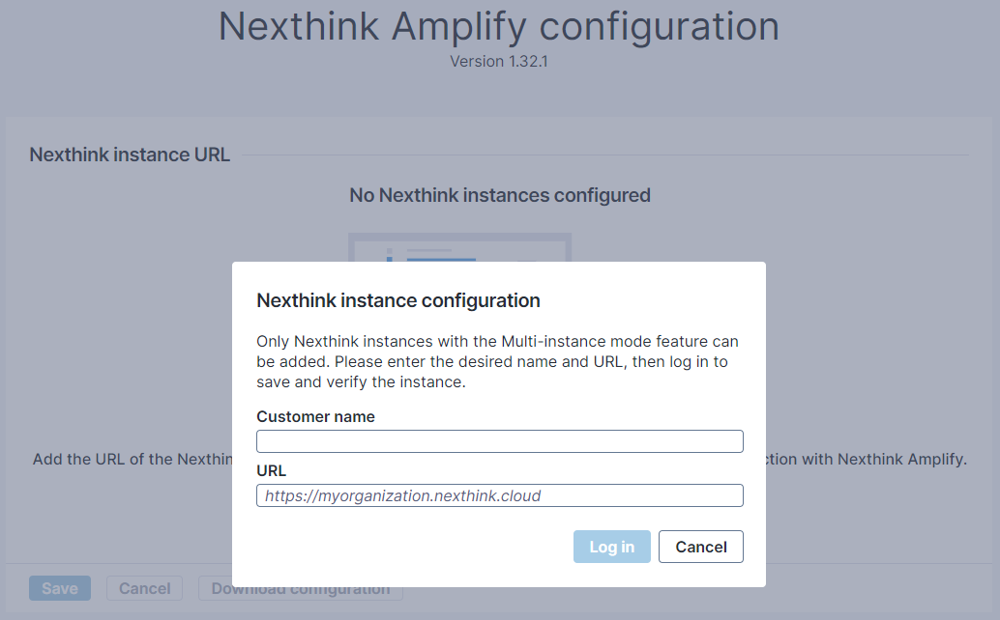 Nexthink Amplify configuration
Version 1.32.1
Nexthink instance URL
No Nexthink instances configured
Nexthink instance configuration
Only Nexthink instances with the Multi-instance mode feature can
be added. Please enter the desired name and URL, then log in to
save and verify the instance.
Customer name
URL
https://myorganization.nexthink.cloud
Log in Cancel
Add the URL of the with Nexthink Amplify.
Save Cancel Download configuration